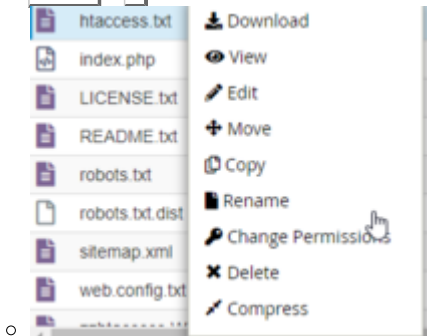 htaccess.txt
index.php
LICENSE.txt
README.txt
robots.txt
robots.txt.dist
sitemap.xml
web.config.txt
Download
View
Edit
Move
Copy
Rename
Change Permissions
Delete
Compress